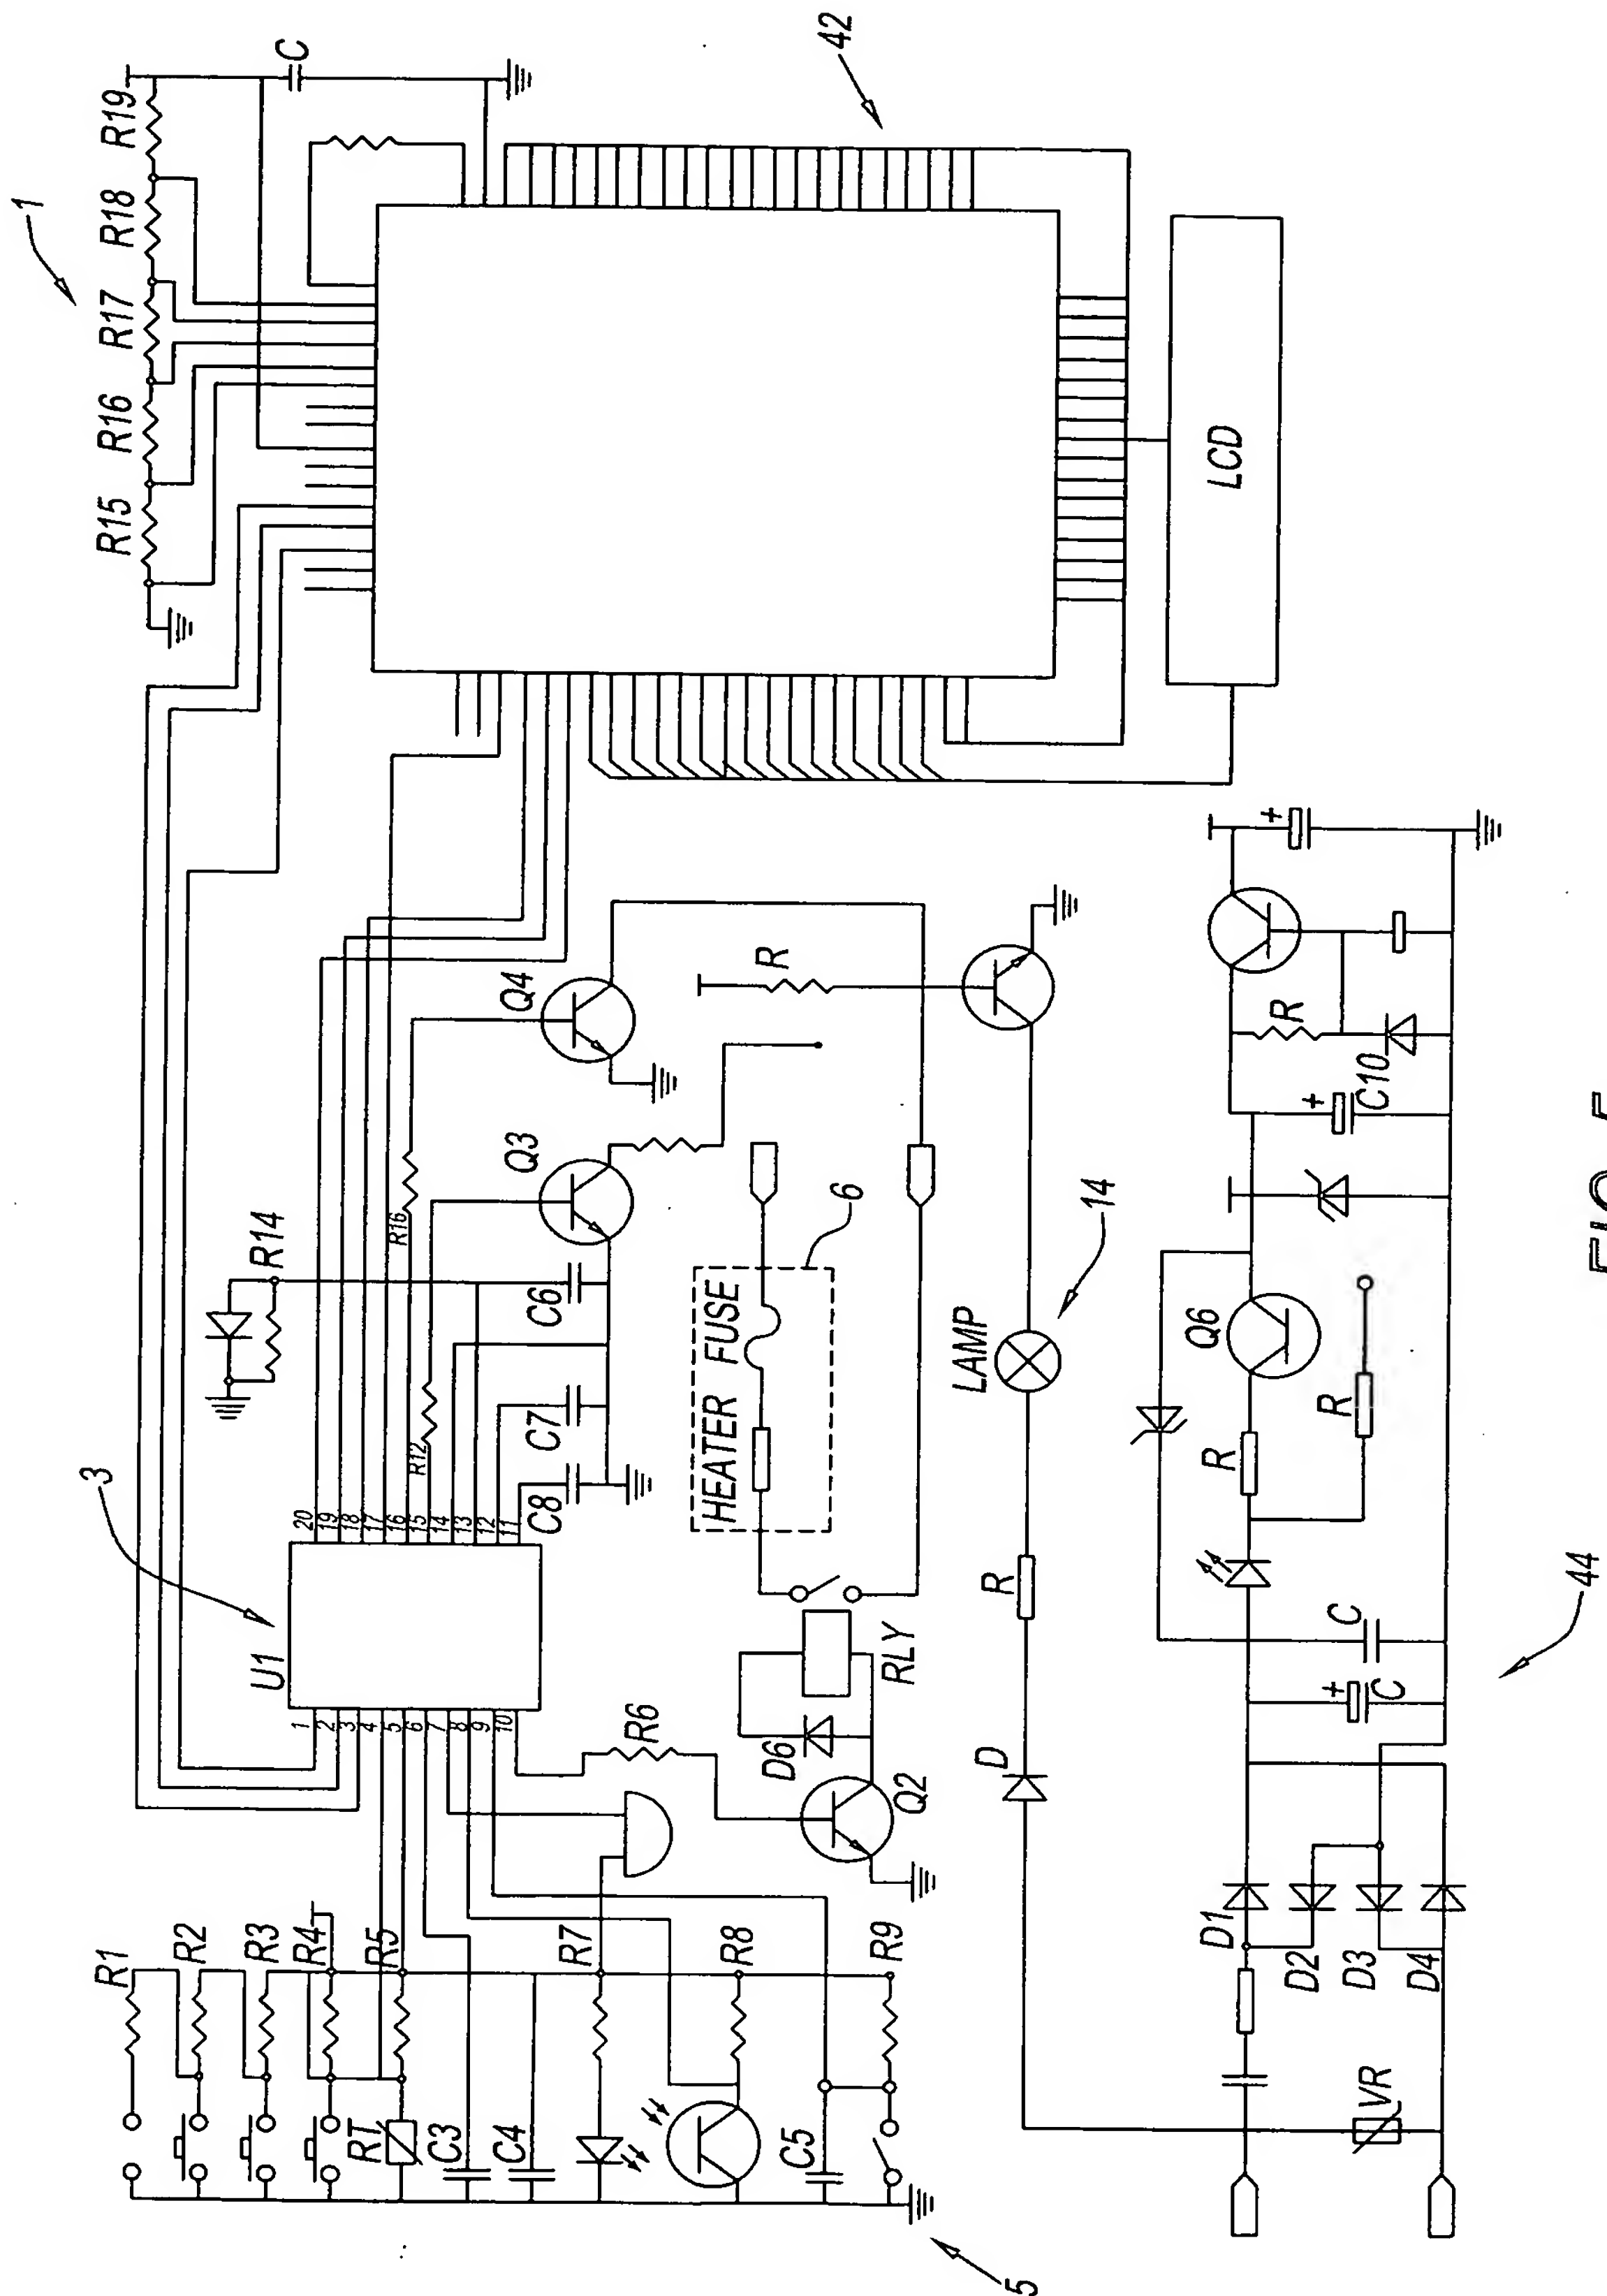 1
R15
R16
R17
R18
R19
C
42
3
U1
20
19
18
17
16
15
14
13
12
11
1
2
3
4
5
6
7
8
9
10
R14
R16
R12
C6
C7
C8
Q3
Q4
R1
R2
R3
R4
R5
RT
C3
C4
R7
R8
C5
R9
5
R6
D6
Q2
RLY
HEATER FUSE
6
R
LAMP
14
R
D
LCD
VR
D1
D2
D3
D4
C
C
R
R
Q6
C10
R
44